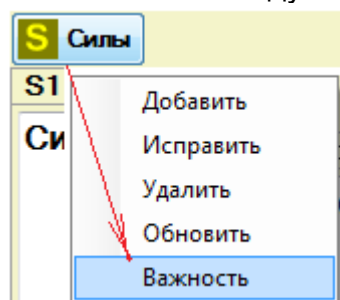 S Силы
S1
Добавить
Си
Исправить
Удалить
Обновить
Важность